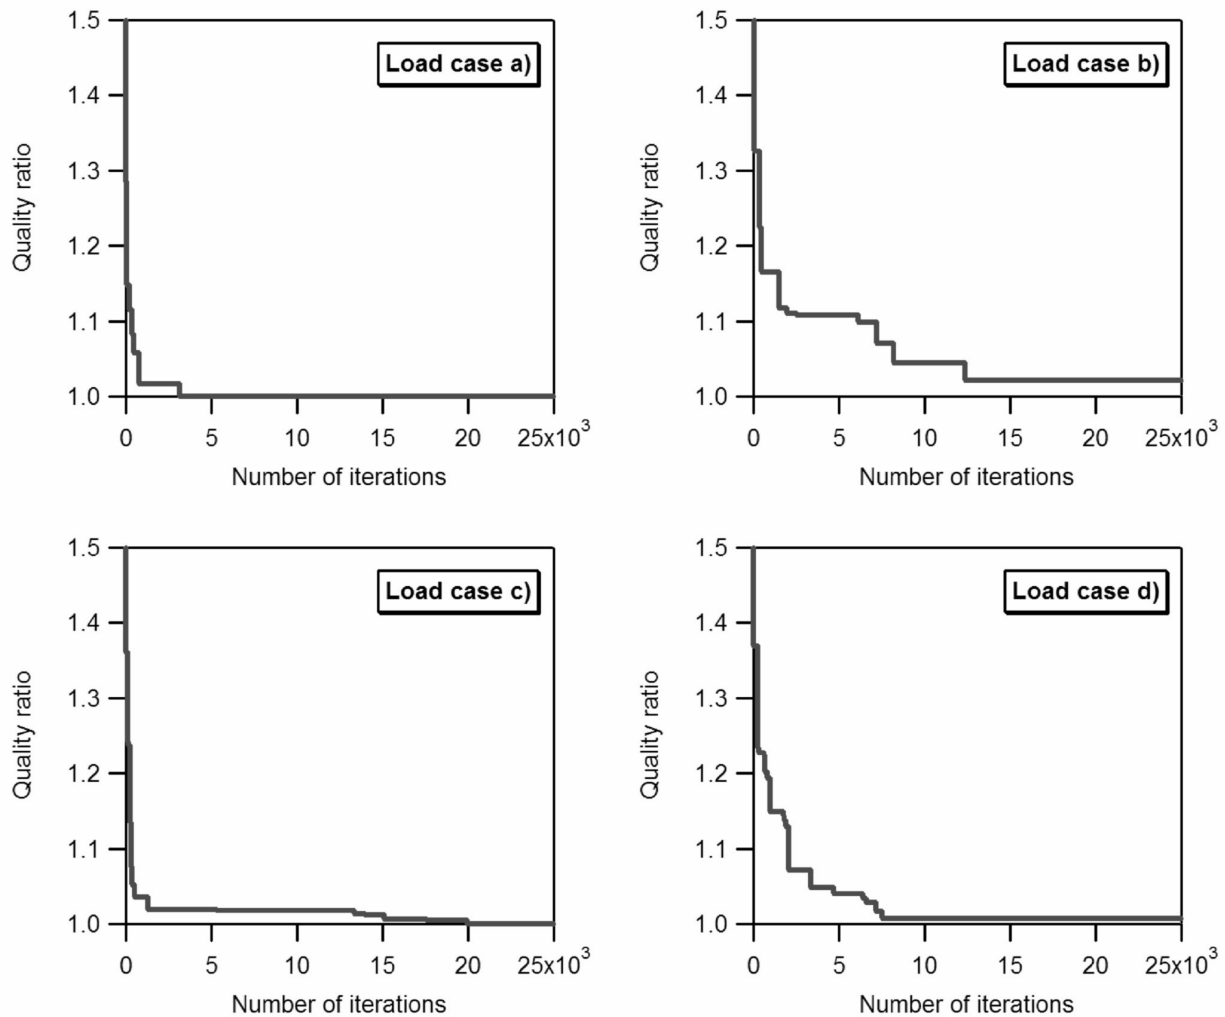 1.5
1.4
1.3
1.2
1.1
1.0
Quality ratio
Load case a)
0 5 10 15 20 25x10³
Number of iterations
1.5
1.4
1.3
1.2
1.1
1.0
Quality ratio
Load case b)
0 5 10 15 20 25x10³
Number of iterations
1.5
1.4
1.3
1.2
1.1
1.0
Quality ratio
Load case c)
0 5 10 15 20 25x10³
Number of iterations
1.5
1.4
1.3
1.2
1.1
1.0
Quality ratio
Load case d)
0 5 10 15 20 25x10³
Number of iterations